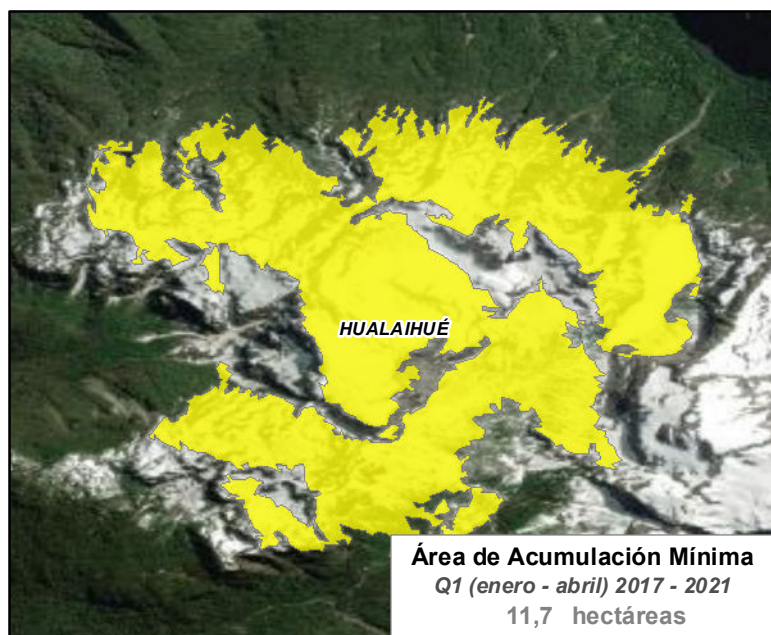 HUALAIHUÉ
Área de Acumulación Mínima
Q1 (enero - abril) 2017 - 2021
11,7 hectáreas